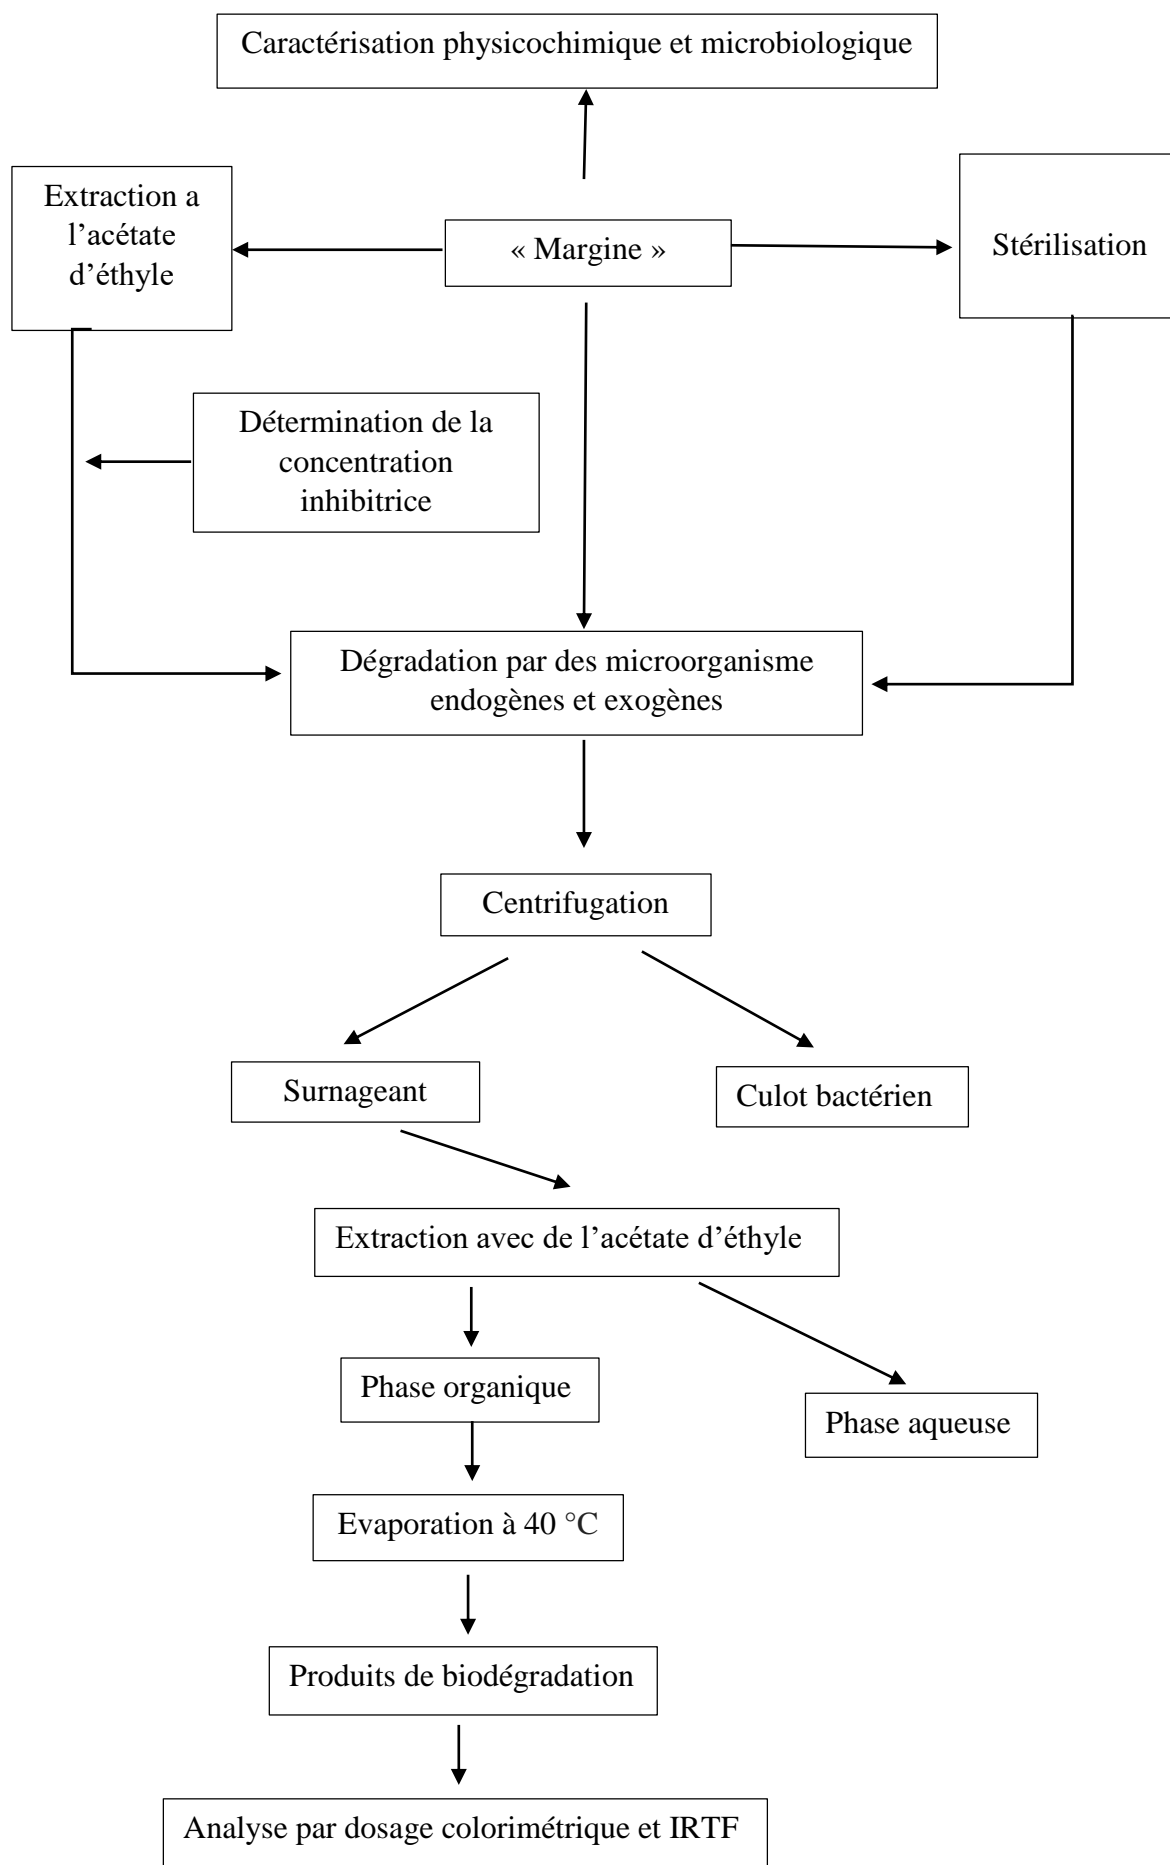 Caractérisation physicochimique et microbiologique
Extraction a
l’acétate
d’éthyle
« Margine »
Stérilisation
Détermination de la
concentration
inhibitrice
Dégradation par des microorganisme
endogènes et exogènes
Centrifugation
Surnageant
Culot bactérien
Extraction avec de l’acétate d’éthyle
Phase organique
Phase aqueuse
Evaporation à 40 °C
Produits de biodégradation
Analyse par dosage colorimétrique et IRTF